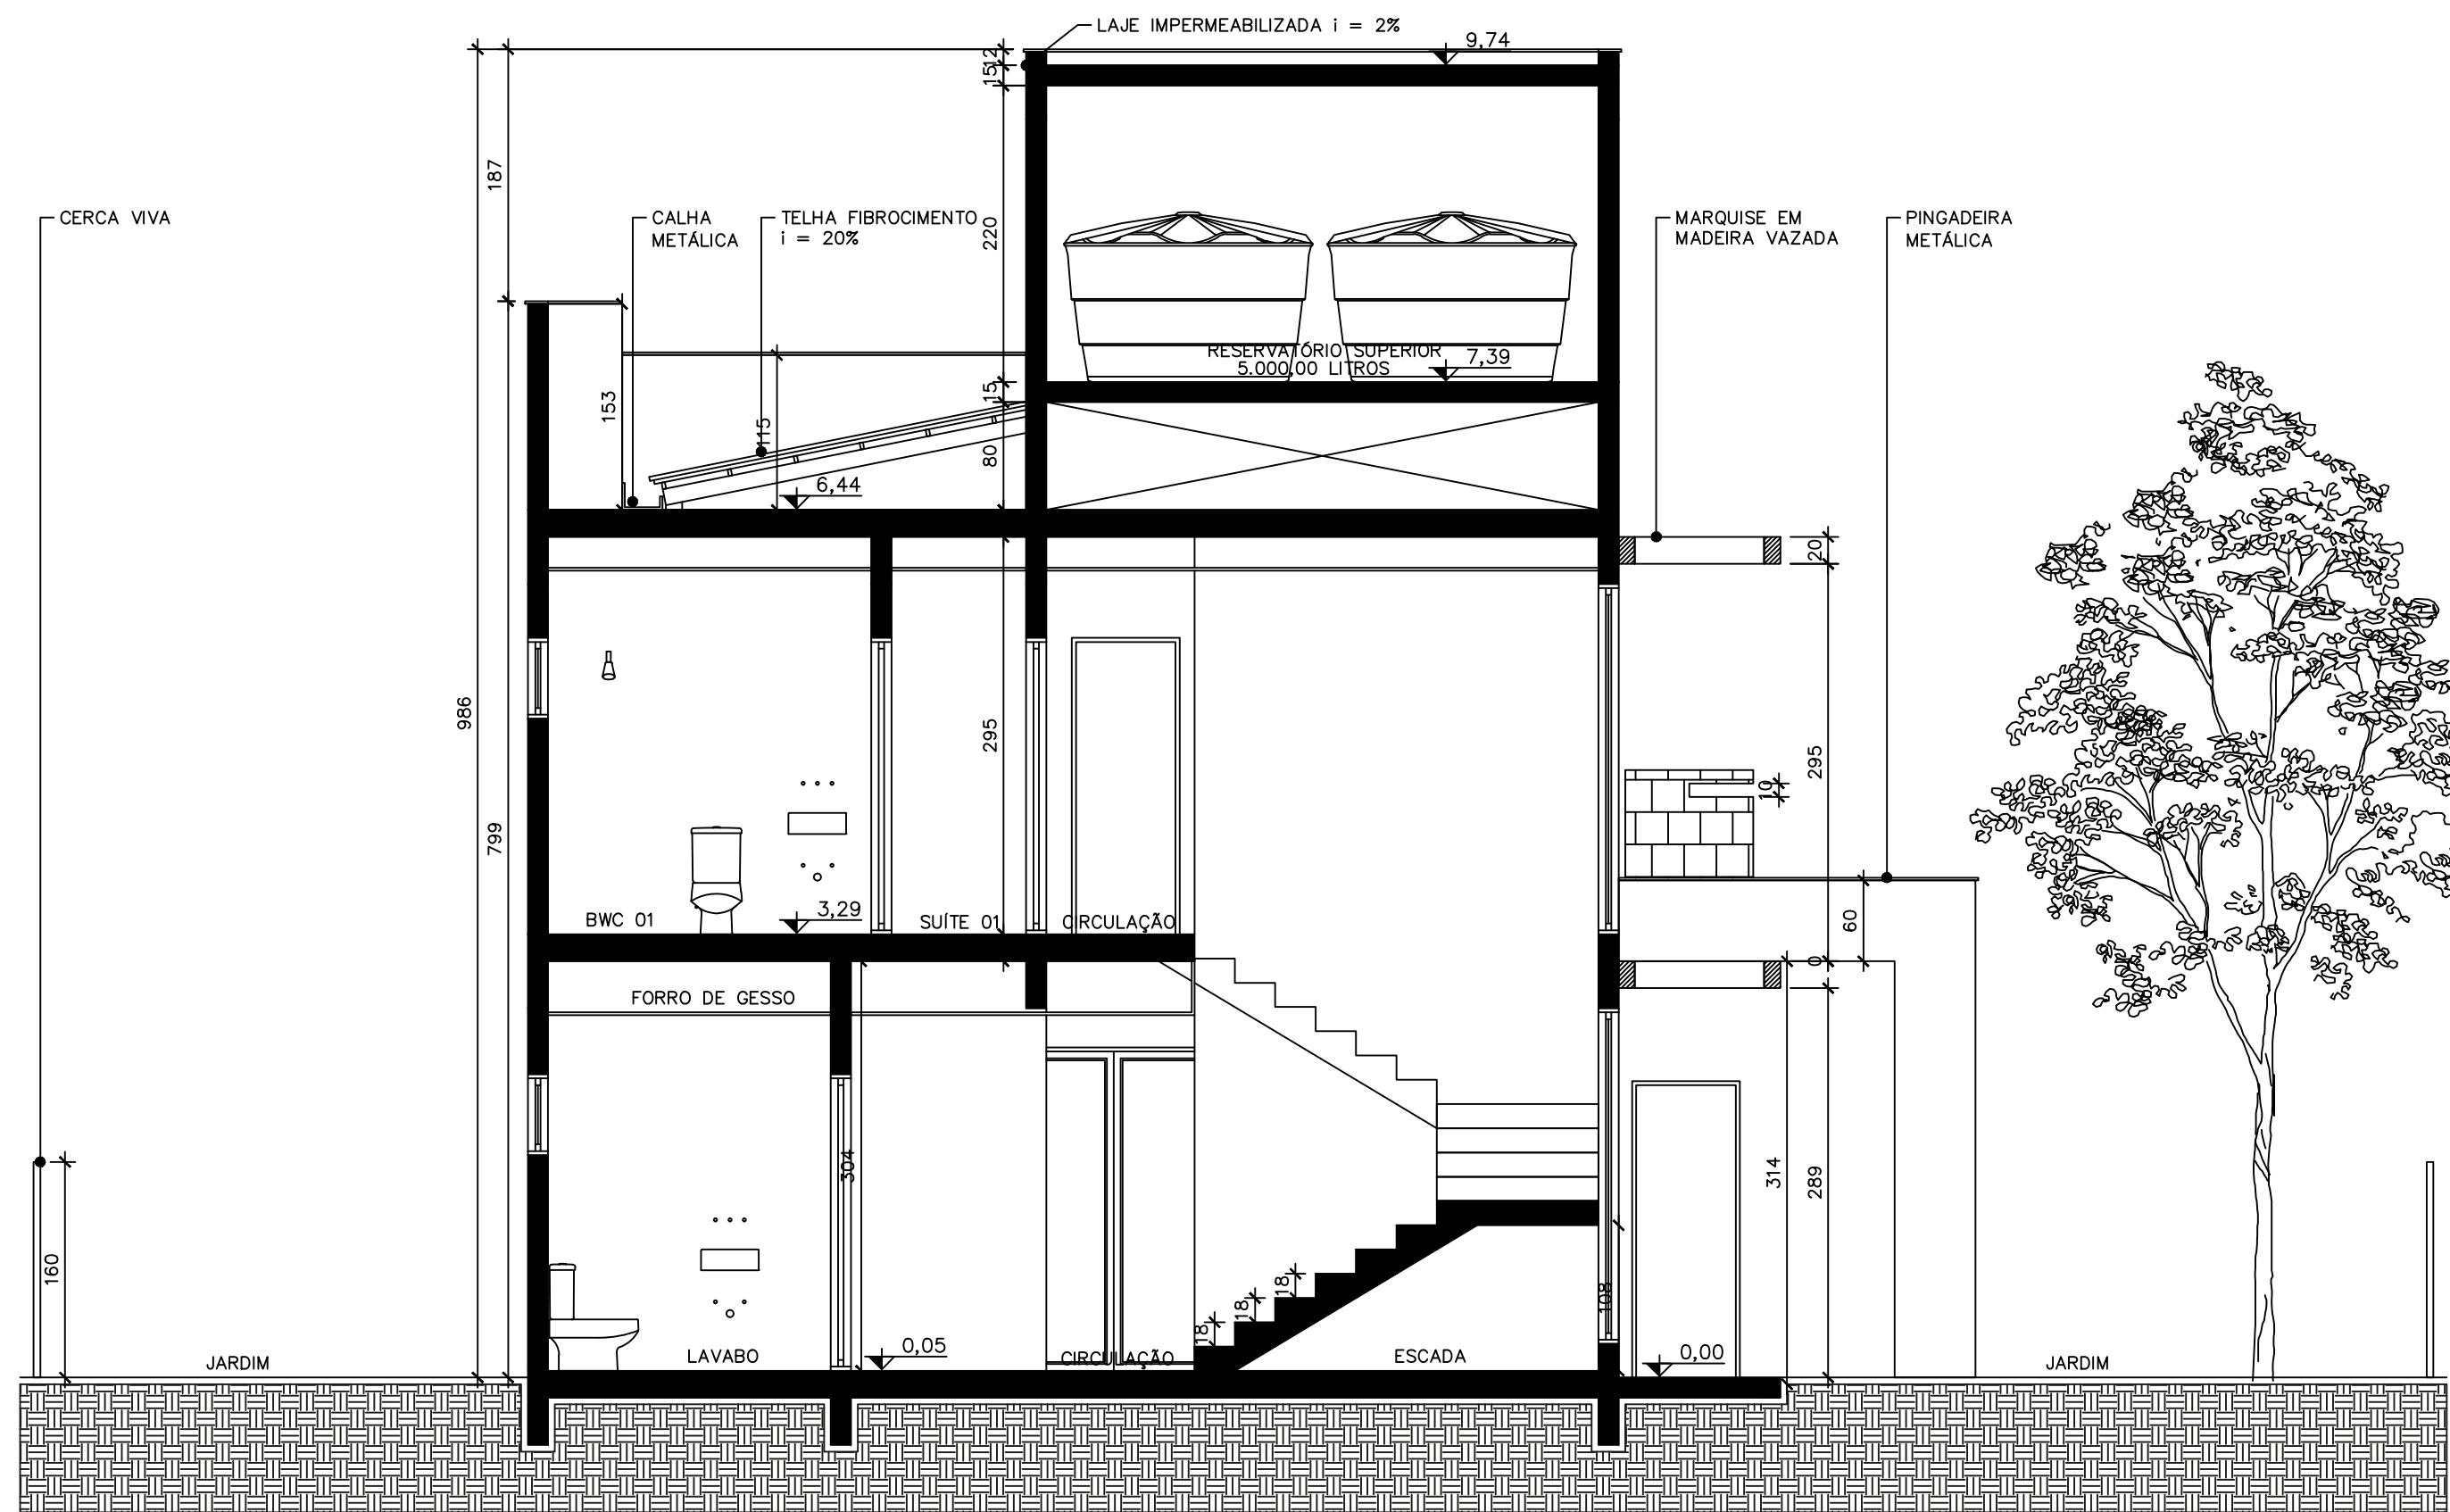 LAJE IMPERMEABILIZADA i = 2%
9,74
12
15
187
220
CERCA VIVA
CALHA
METÁLICA
TELHA FIBROCIMENTO
i = 20%
MARQUISE EM
MADEIRA VAZADA
PINGADEIRA
METÁLICA
RESERVATÓRIO SUPERIOR
5.000,00 LITROS
7,39
15
153
115
80
6,44
20
986
799
295
295
10
BWC 01
3,29
SUÍTE 01
CIRCULAÇÃO
60
0
FORRO DE GESSO
304
314
289
160
18
18
18
108
JARDIM
LAVABO
0,05
CIRCULAÇÃO
ESCADA
0,00
JARDIM